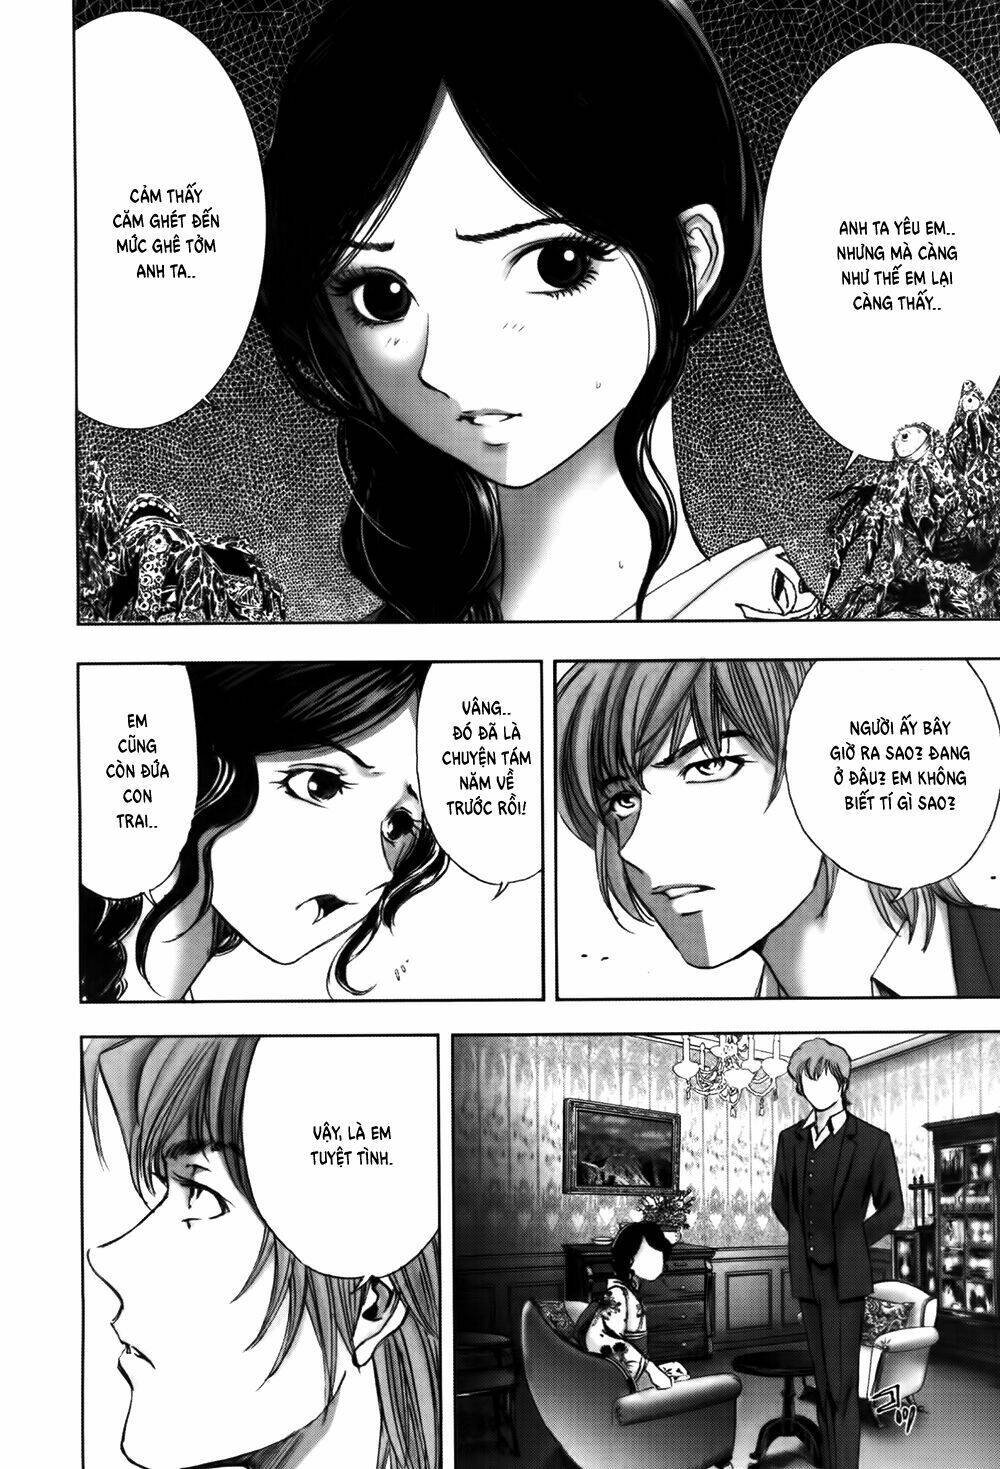 ANH TA YÊU EM..
NHƯNG MÀ CÀNG
NHƯ THẾ EM LẠI
CÀNG THẤY..
CẢM THẤY
CĂM GHÉT ĐẾN
MỨC GHÊ TỞM
ANH TA..
NGƯỜI ẤY BÂY
GIỜ RA SAO? ĐANG
Ở ĐÂU? EM KHÔNG
BIẾT TÍ GÌ SAO?
VÂNG..
ĐÓ ĐÃ LÀ
CHUYỆN TÁM
NĂM VỀ
TRƯỚC RỒI!
EM
CŨNG
CÒN ĐỨA
CON
TRAI..
コッ
VẬY, LÀ EM
TUYỆT TÌNH.